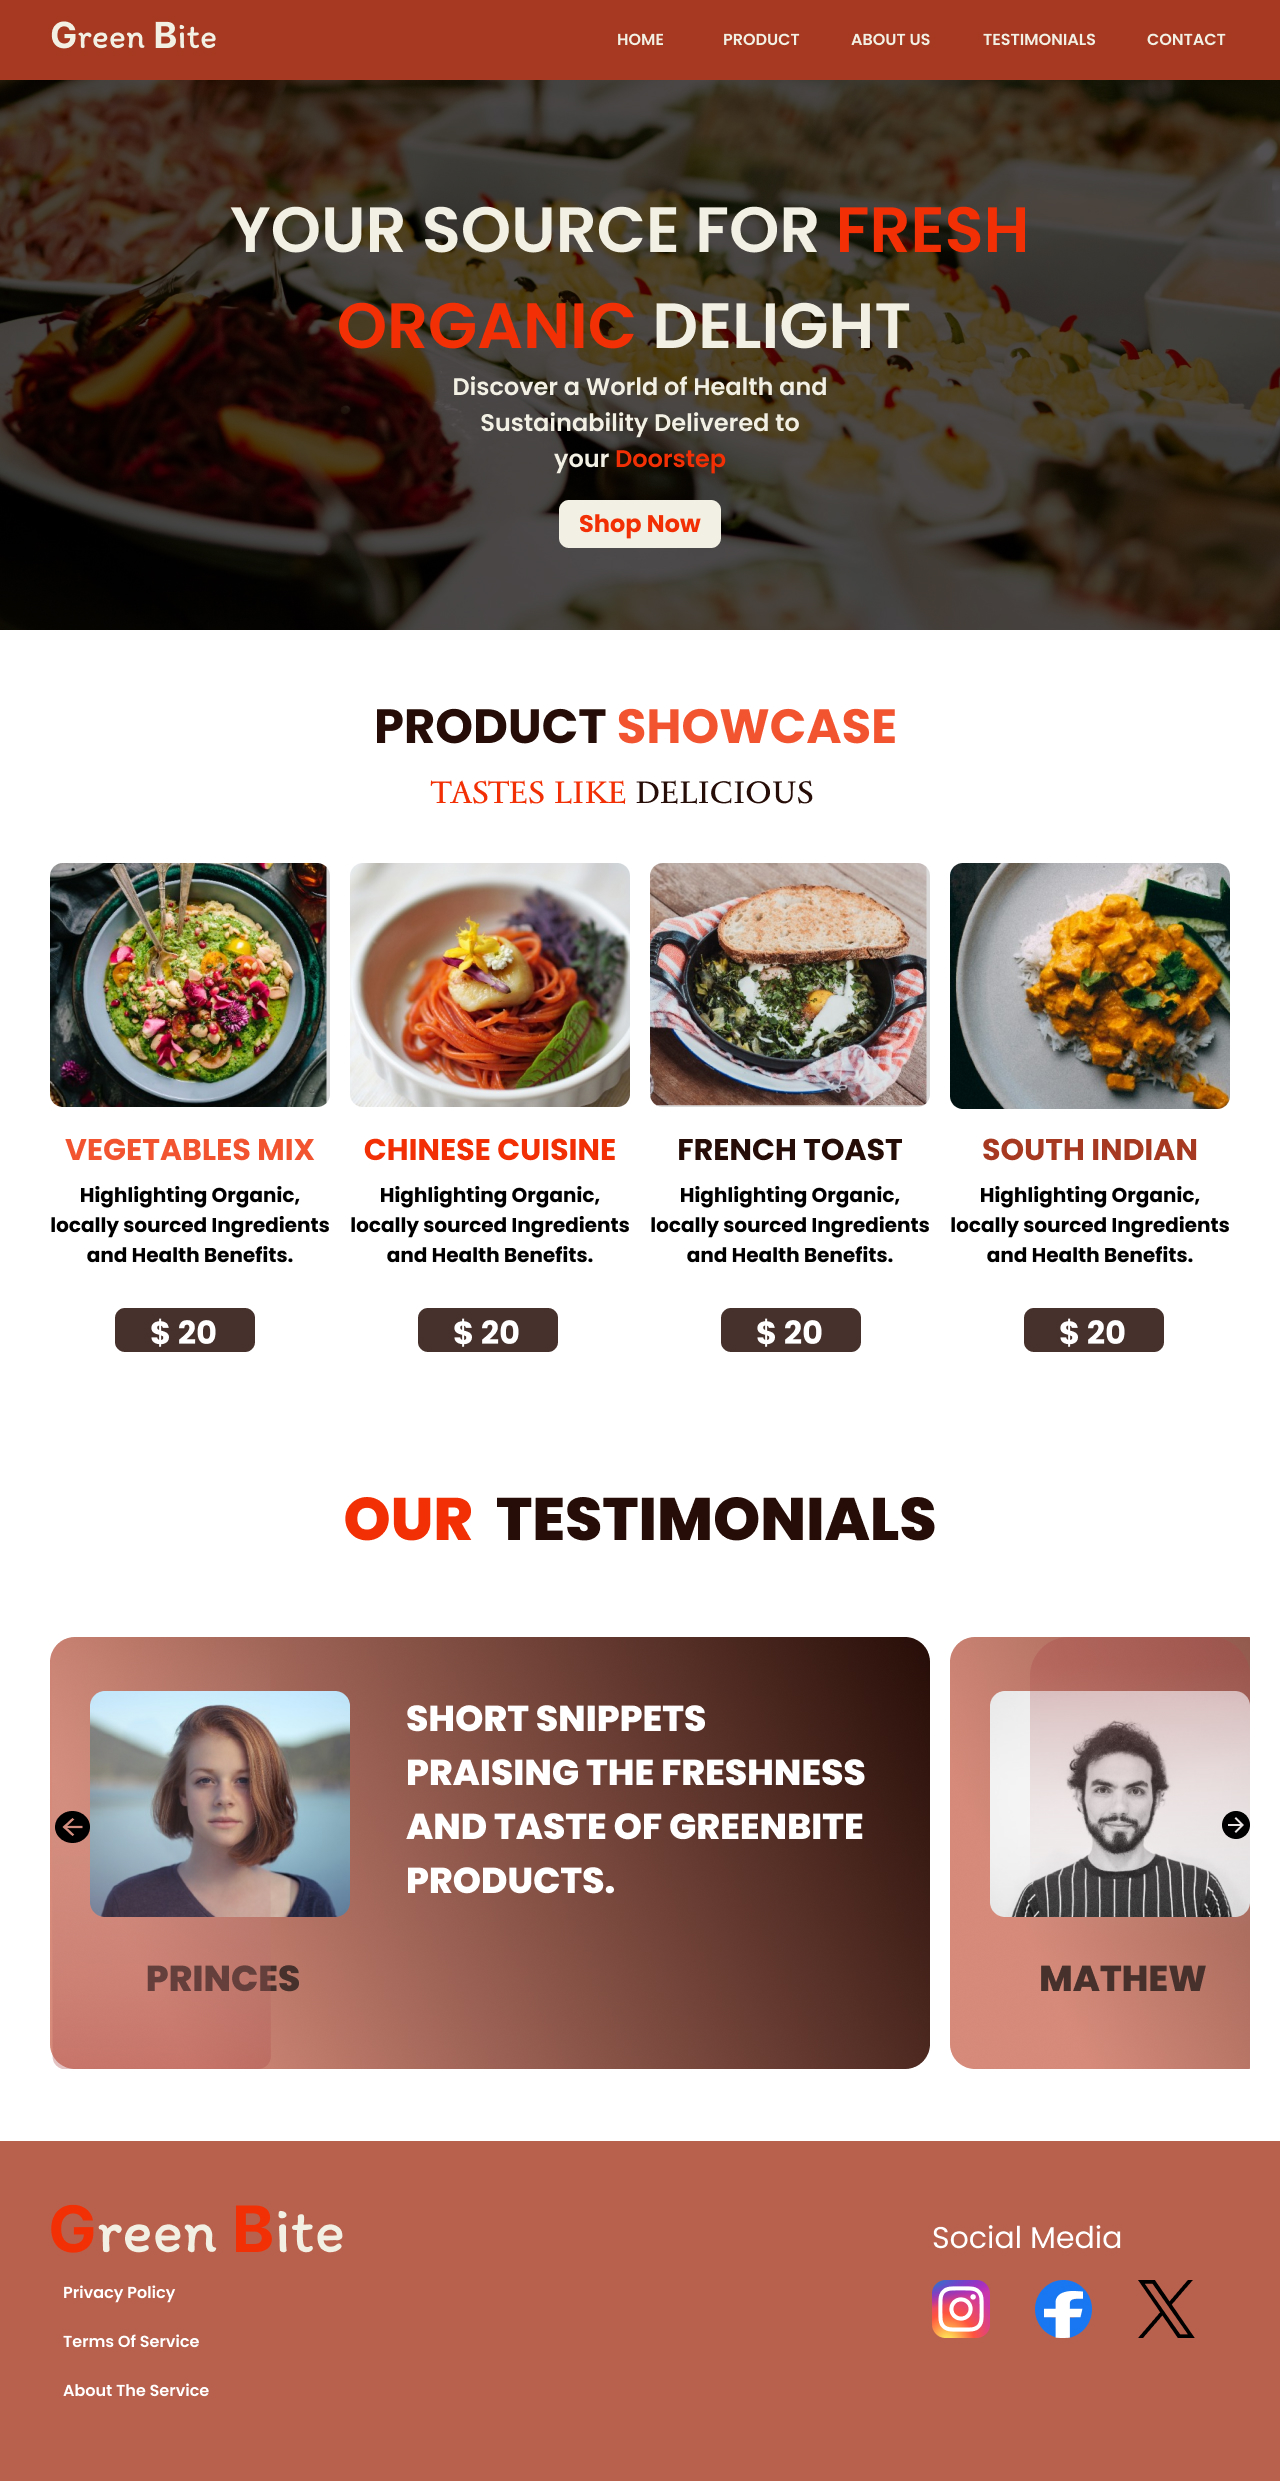 Green Bite
HOME PRODUCT ABOUT US TESTIMONIALS CONTACT
YOUR SOURCE FOR FRESH
ORGANIC DELIGHT
Discover a World of Health and
Sustainability Delivered to
your Doorstep
Shop Now
PRODUCT SHOWCASE
TASTES LIKE DELICIOUS
VEGETABLES MIX
Highlighting Organic,
locally sourced Ingredients
and Health Benefits.
$ 20
CHINESE CUISINE
Highlighting Organic,
locally sourced Ingredients
and Health Benefits.
$ 20
FRENCH TOAST
Highlighting Organic,
locally sourced Ingredients
and Health Benefits.
$ 20
SOUTH INDIAN
Highlighting Organic,
locally sourced Ingredients
and Health Benefits.
$ 20
OUR TESTIMONIALS
SHORT SNIPPETS
PRAISING THE FRESHNESS
AND TASTE OF GREENBITE
PRODUCTS.
PRINCES
MATHEW
Green Bite
Privacy Policy
Terms Of Service
About The Service
Social Media